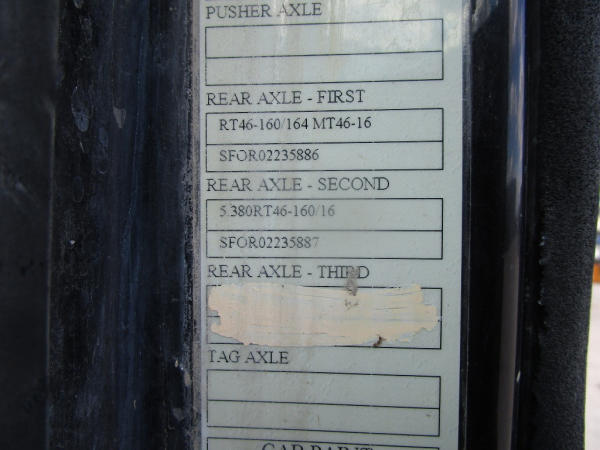 PUSHER AXLE
REAR AXLE - FIRST
RT46-160/164 MT46-16
SFOR02235886
REAR AXLE - SECOND
5.380RT46-160/16
SFOR02235887
REAR AXLE - THIRD
TAG AXLE